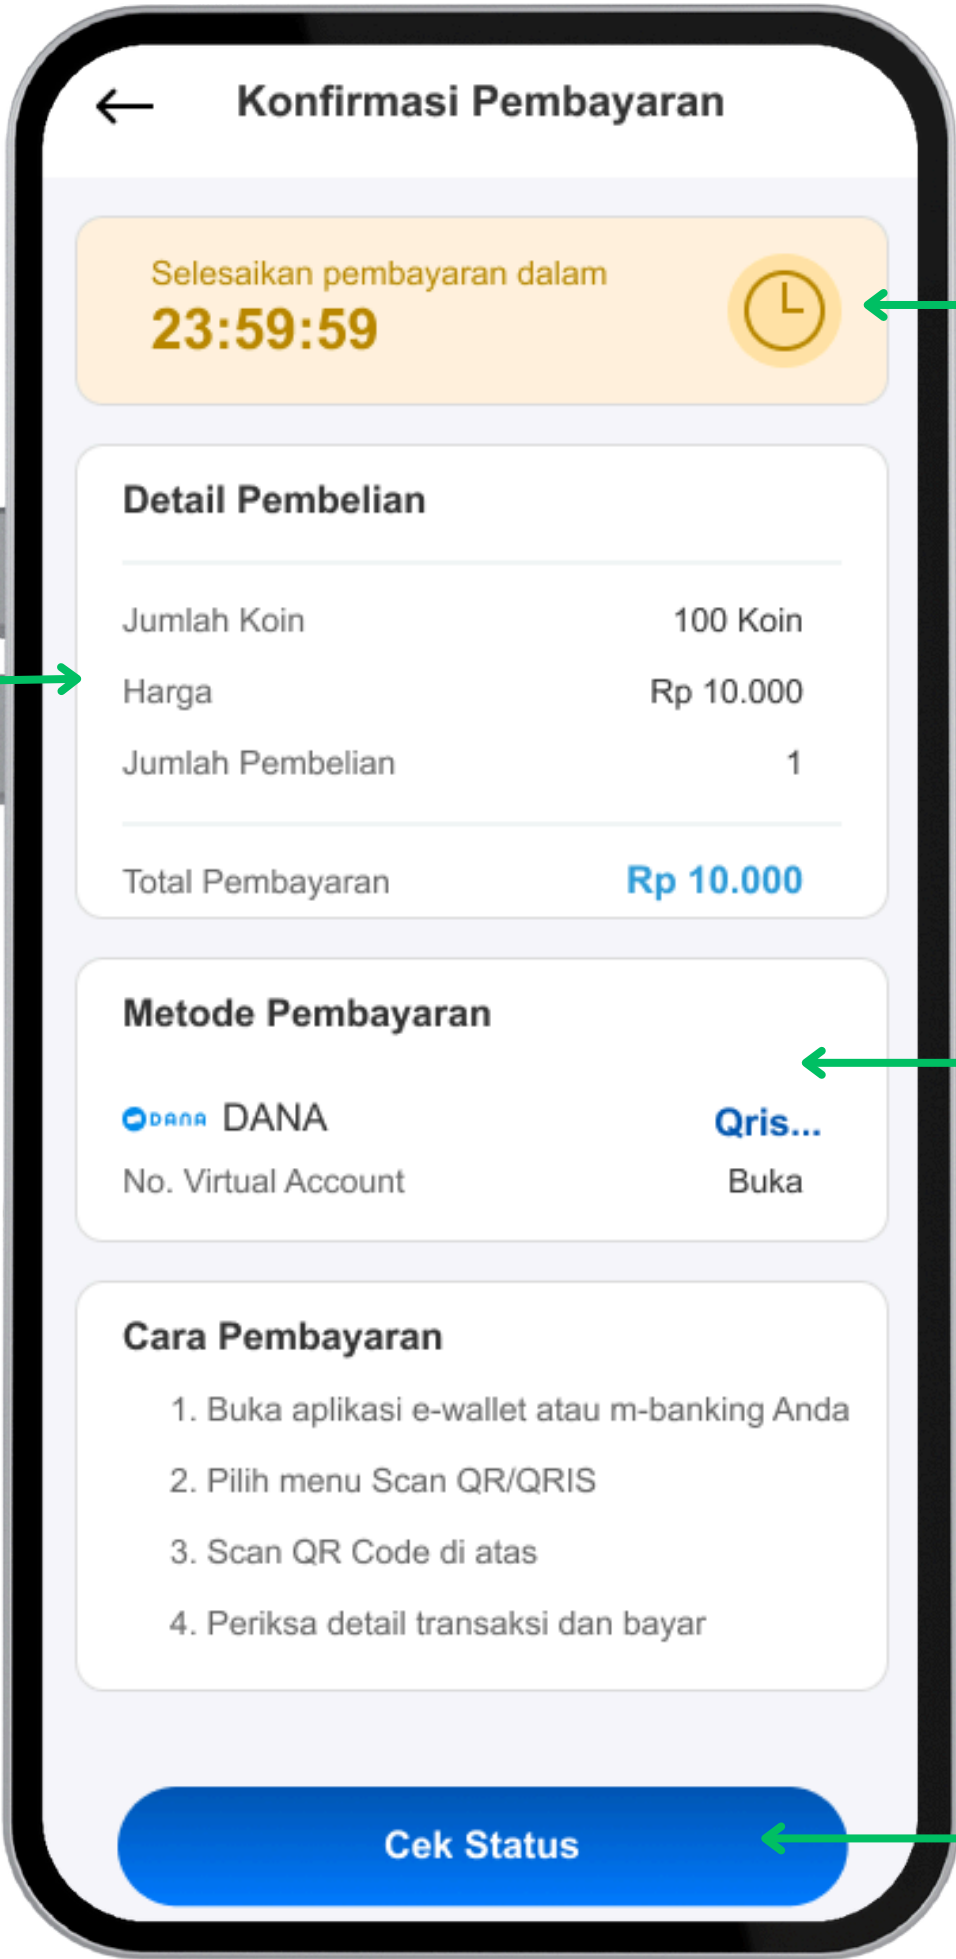 Konfirmasi Pembayaran
Selesaikan pembayaran dalam
23:59:59
Detail Pembelian
Jumlah Koin 100 Koin
Harga Rp 10.000
Jumlah Pembelian 1
Total Pembayaran Rp 10.000
Metode Pembayaran
DANA DANA Qris...
No. Virtual Account Buka
Cara Pembayaran
1. Buka aplikasi e-wallet atau m-banking Anda
2. Pilih menu Scan QR/QRIS
3. Scan QR Code di atas
4. Periksa detail transaksi dan bayar
Cek Status